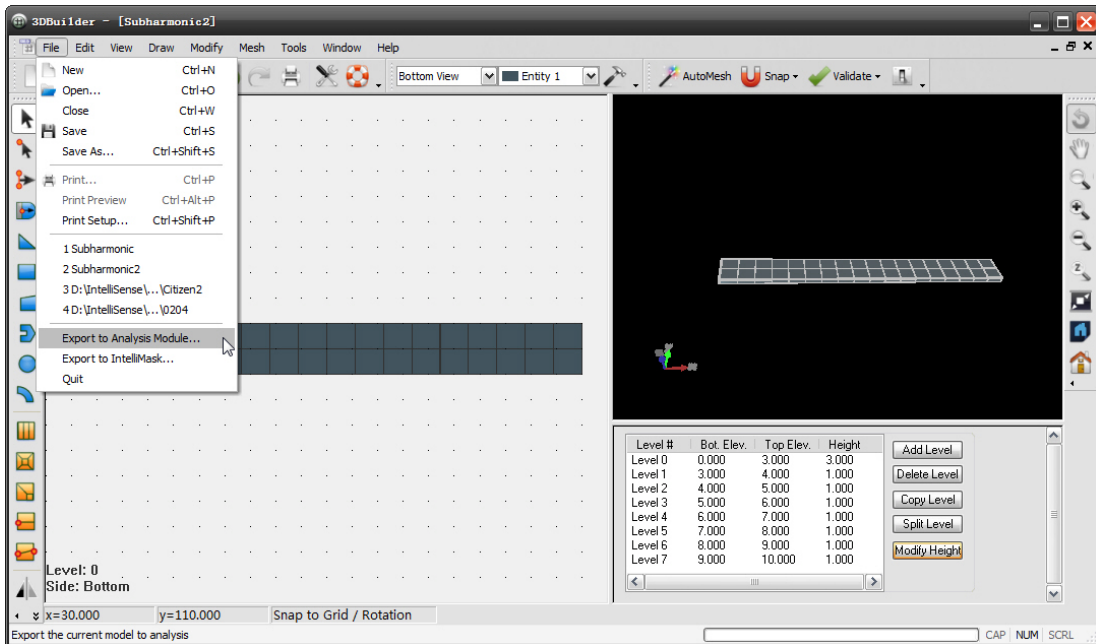 3DBuilder - [Subharmonic2]
File Edit View Draw Modify Mesh Tools Window Help
Bottom View Entity 1 AutoMesh Snap Validate
New Ctrl+N
Open... Ctrl+O
Close Ctrl+W
Save Ctrl+S
Save As... Ctrl+Shift+S
Print... Ctrl+P
Print Preview Ctrl+Alt+P
Print Setup... Ctrl+Shift+P
1 Subharmonic
2 Subharmonic2
3 D:\IntelliSense\...\Citizen2
4 D:\IntelliSense\...\0204
Export to Analysis Module...
Export to IntelliMask...
Quit
Level: 0
Side: Bottom
Level # Bot. Elev. Top Elev. Height
Level 0 0.000 3.000 3.000
Level 1 3.000 4.000 1.000
Level 2 4.000 5.000 1.000
Level 3 5.000 6.000 1.000
Level 4 6.000 7.000 1.000
Level 5 7.000 8.000 1.000
Level 6 8.000 9.000 1.000
Level 7 9.000 10.000 1.000
Add Level
Delete Level
Copy Level
Split Level
Modify Height
x=30.000 y=110.000 Snap to Grid / Rotation
Export the current model to analysis CAP NUM SCRL